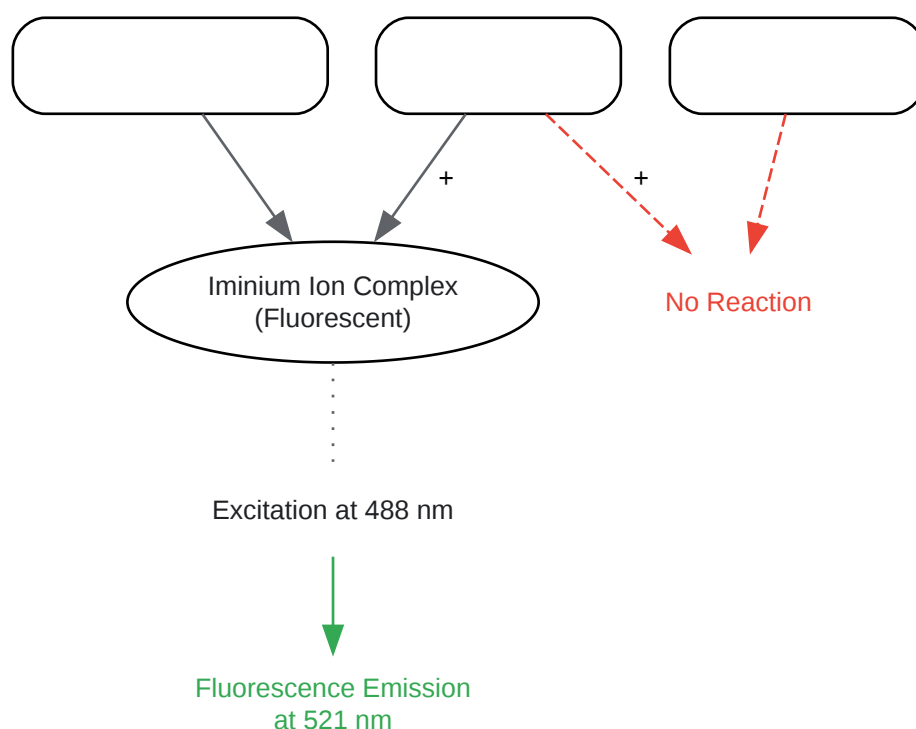 +
+
Iminium Ion Complex
(Fluorescent)
No Reaction
Excitation at 488 nm
Fluorescence Emission
at 521 nm